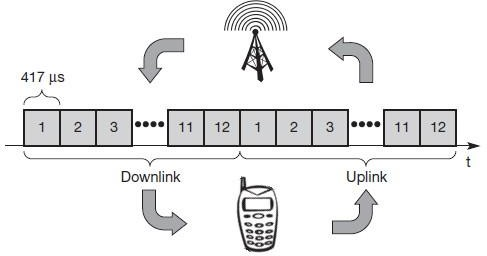 417 µs
1 2 3 •••• 11 12 1 2 3 •••• 11 12
t
Downlink Uplink